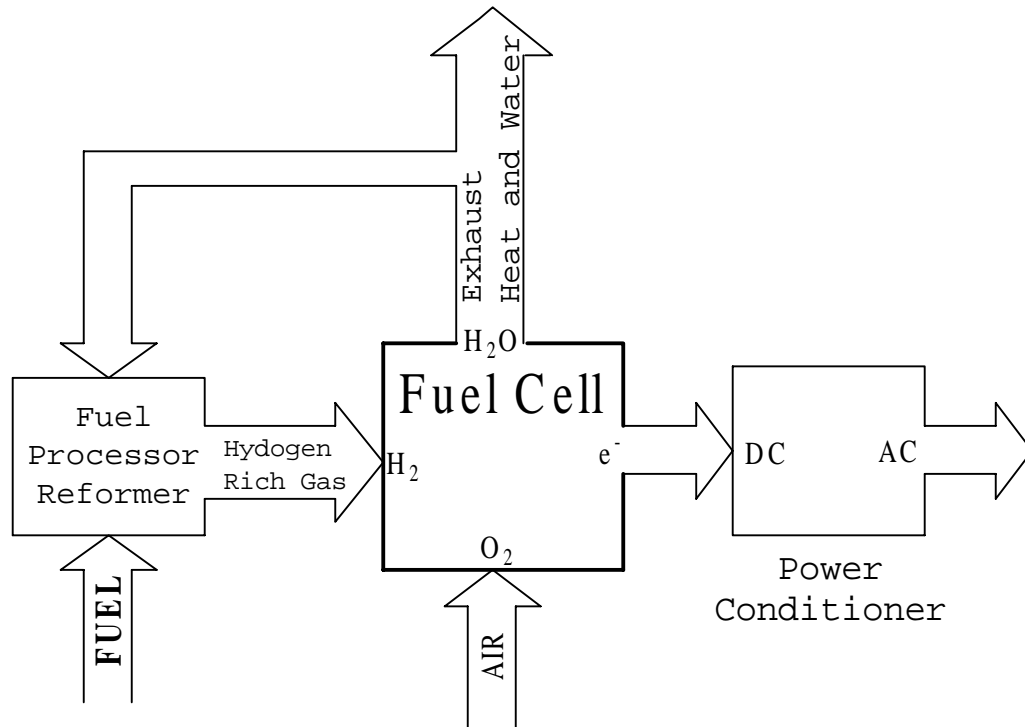 Exhaust
Heat and Water
H₂O
Fuel Cell
Fuel
Processor
Reformer
Hydogen
Rich Gas
H₂
e⁻
DC
AC
O₂
Power
Conditioner
FUEL
AIR